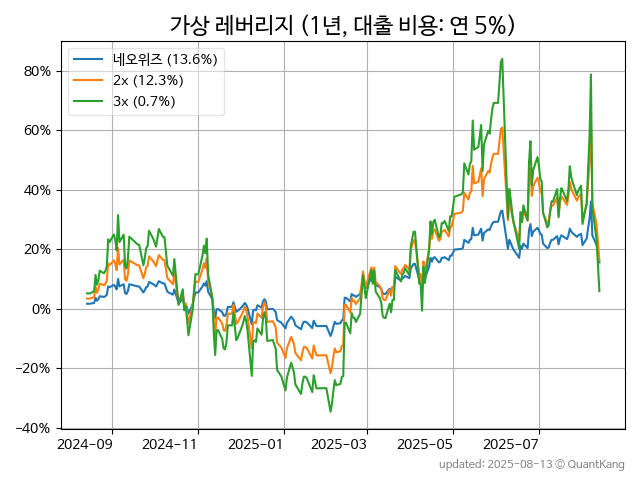 가상 레버리지 (1년, 대출 비용: 연 5%)
네오위즈 (13.6%)
2x (12.3%)
3x (0.7%)
80%
60%
40%
20%
0%
−20%
−40%
2024-09 2024-11 2025-01 2025-03 2025-05 2025-07
updated: 2025-08-13 © QuantKang